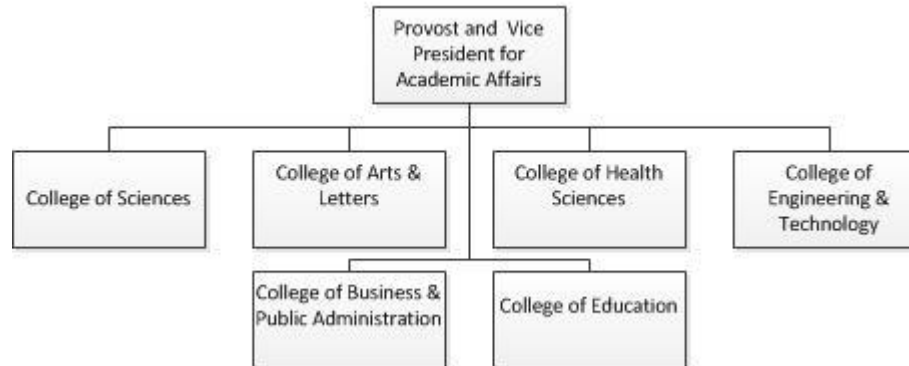 Provost and Vice
President for
Academic Affairs
College of Sciences
College of Arts &
Letters
College of Health
Sciences
College of
Engineering &
Technology
College of Business &
Public Administration
College of Education